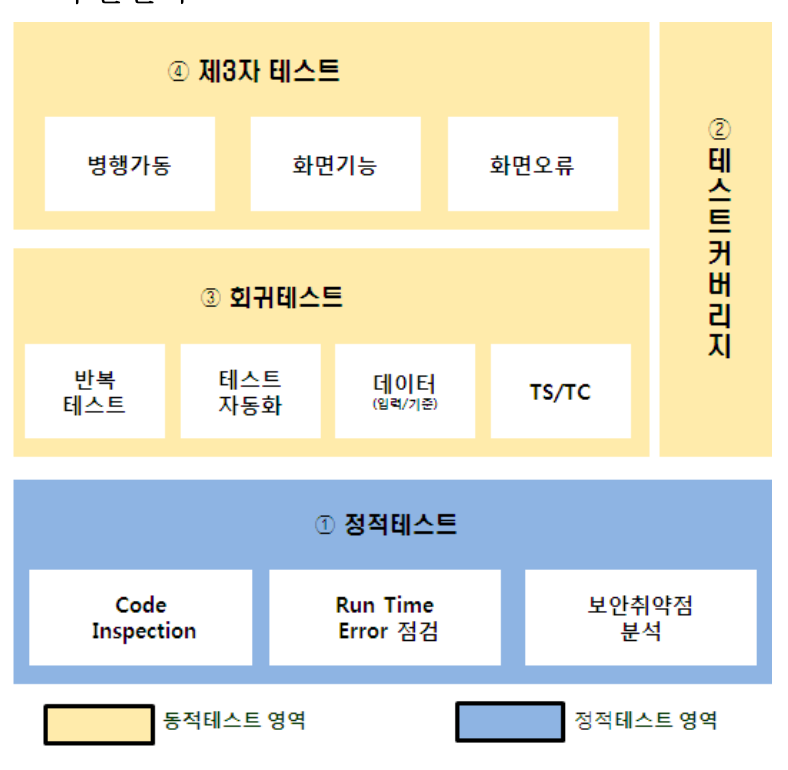 ④ 제3자 테스트
병행가동
화면기능
화면오류
②
테스트커버리지
③ 회귀테스트
반복
테스트
테스트
자동화
데이터
(입력/기준)
TS/TC
① 정적테스트
Code
Inspection
Run Time
Error 점검
보안취약점
분석
동적테스트 영역
정적테스트 영역